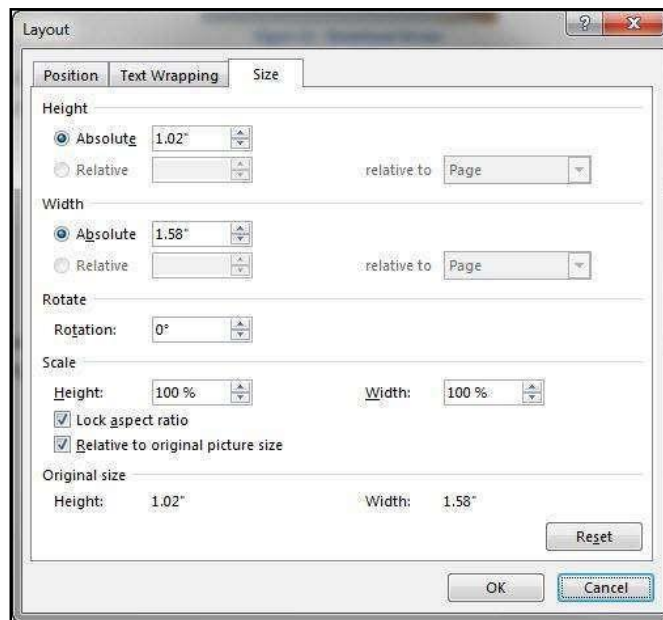 Layout
Position Text Wrapping Size
Height
Absolute 1.02"
Relative relative to Page
Width
Absolute 1.58"
Relative relative to Page
Rotate
Rotation: 0°
Scale
Height: 100 % Width: 100 %
Lock aspect ratio
Relative to original picture size
Original size
Height: 1.02" Width: 1.58"
Reset
OK Cancel